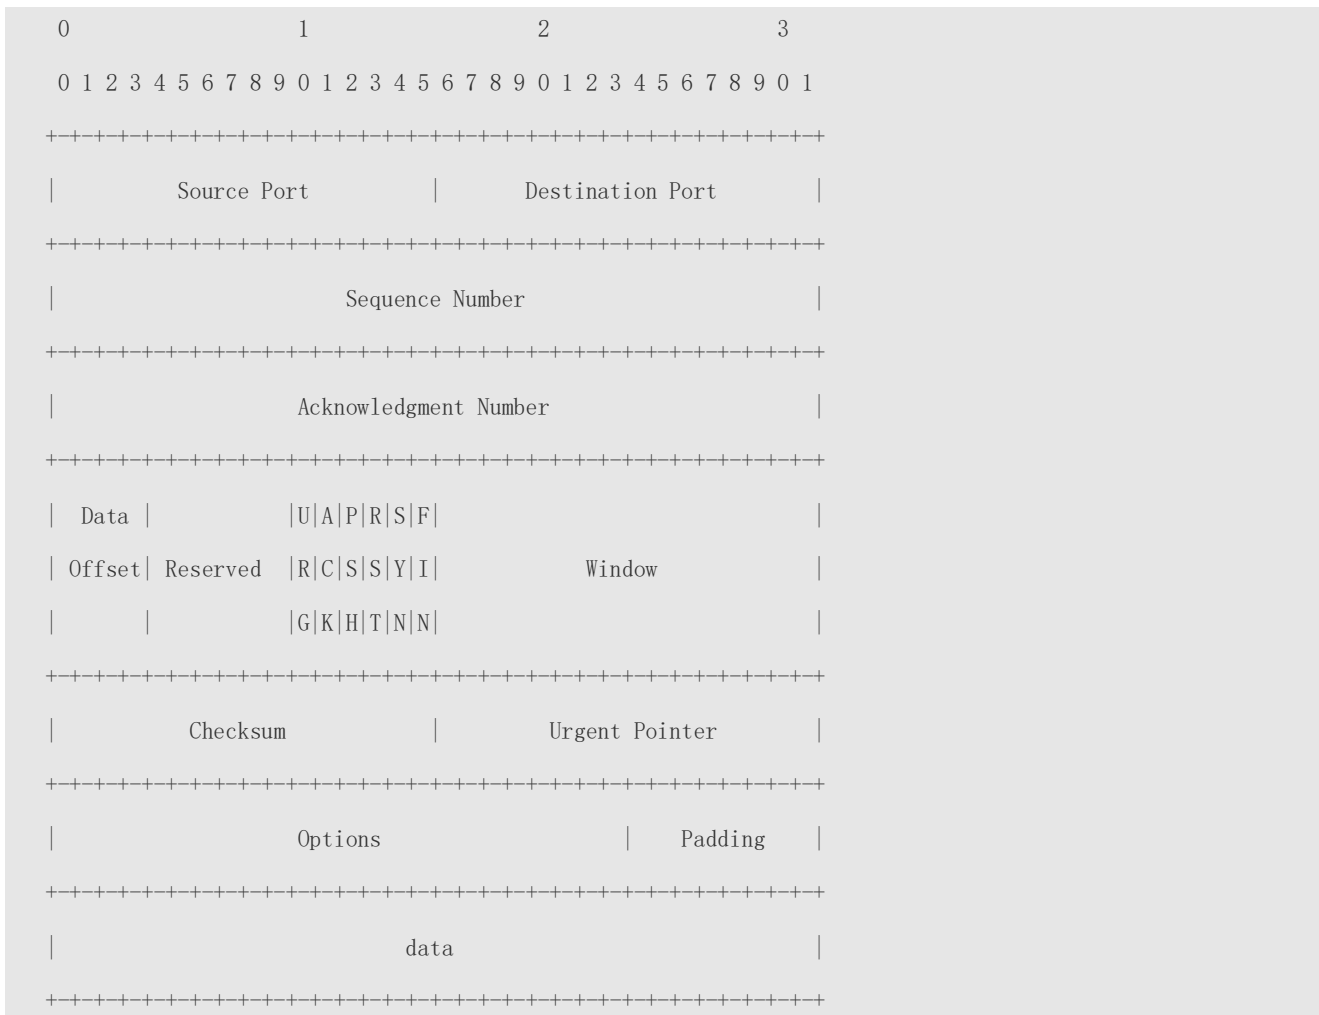 0                   1                   2                   3
 0 1 2 3 4 5 6 7 8 9 0 1 2 3 4 5 6 7 8 9 0 1 2 3 4 5 6 7 8 9 0 1
+-+-+-+-+-+-+-+-+-+-+-+-+-+-+-+-+-+-+-+-+-+-+-+-+-+-+-+-+-+-+-+-+
|          Source Port          |       Destination Port        |
+-+-+-+-+-+-+-+-+-+-+-+-+-+-+-+-+-+-+-+-+-+-+-+-+-+-+-+-+-+-+-+-+
|                        Sequence Number                        |
+-+-+-+-+-+-+-+-+-+-+-+-+-+-+-+-+-+-+-+-+-+-+-+-+-+-+-+-+-+-+-+-+
|                    Acknowledgment Number                      |
+-+-+-+-+-+-+-+-+-+-+-+-+-+-+-+-+-+-+-+-+-+-+-+-+-+-+-+-+-+-+-+-+
|  Data |           |U|A|P|R|S|F|                               |
| Offset| Reserved  |R|C|S|S|Y|I|            Window             |
|       |           |G|K|H|T|N|N|                               |
+-+-+-+-+-+-+-+-+-+-+-+-+-+-+-+-+-+-+-+-+-+-+-+-+-+-+-+-+-+-+-+-+
|           Checksum            |         Urgent Pointer        |
+-+-+-+-+-+-+-+-+-+-+-+-+-+-+-+-+-+-+-+-+-+-+-+-+-+-+-+-+-+-+-+-+
|                    Options                    |    Padding    |
+-+-+-+-+-+-+-+-+-+-+-+-+-+-+-+-+-+-+-+-+-+-+-+-+-+-+-+-+-+-+-+-+
|                             data                              |
+-+-+-+-+-+-+-+-+-+-+-+-+-+-+-+-+-+-+-+-+-+-+-+-+-+-+-+-+-+-+-+-+